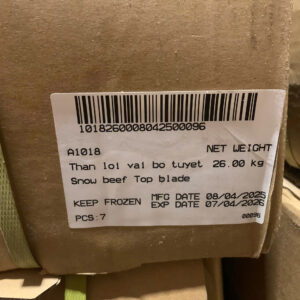 1018260008042500096
A1018 NET WEIGHT
Than loi vai bo tuyet 26.00 kg
Snow beef Top blade
KEEP FROZEN MFG DATE 08/04/2025
EXP DATE 07/04/2026
PCS:7 00096